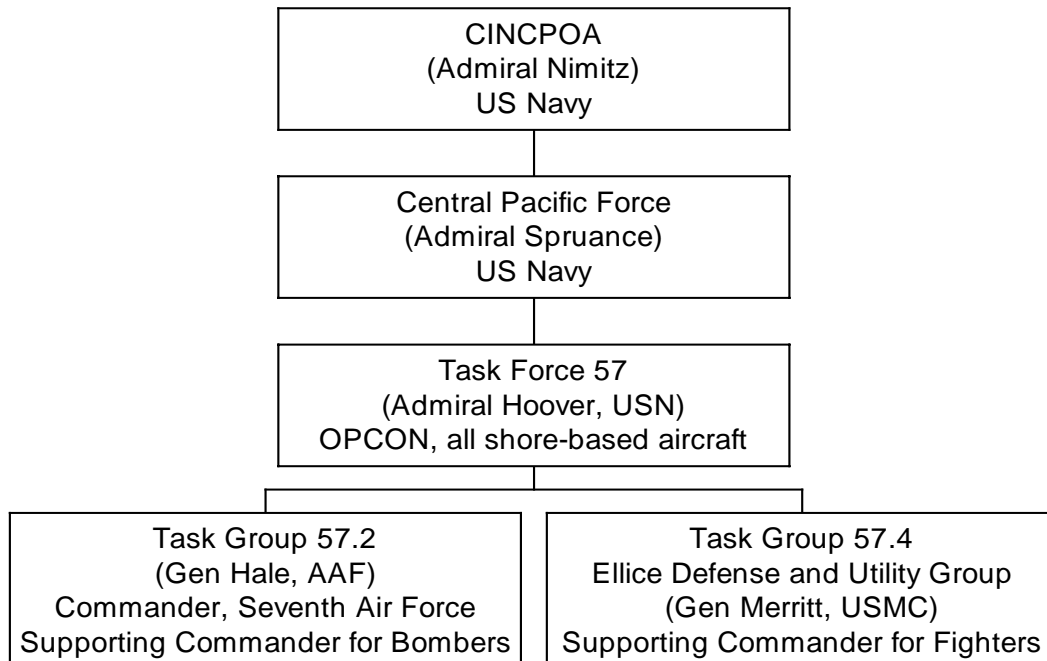 CINCPOA
(Admiral Nimitz)
US Navy
Central Pacific Force
(Admiral Spruance)
US Navy
Task Force 57
(Admiral Hoover, USN)
OPCON, all shore-based aircraft
Task Group 57.2
(Gen Hale, AAF)
Commander, Seventh Air Force
Supporting Commander for Bombers
Task Group 57.4
Ellice Defense and Utility Group
(Gen Merritt, USMC)
Supporting Commander for Fighters